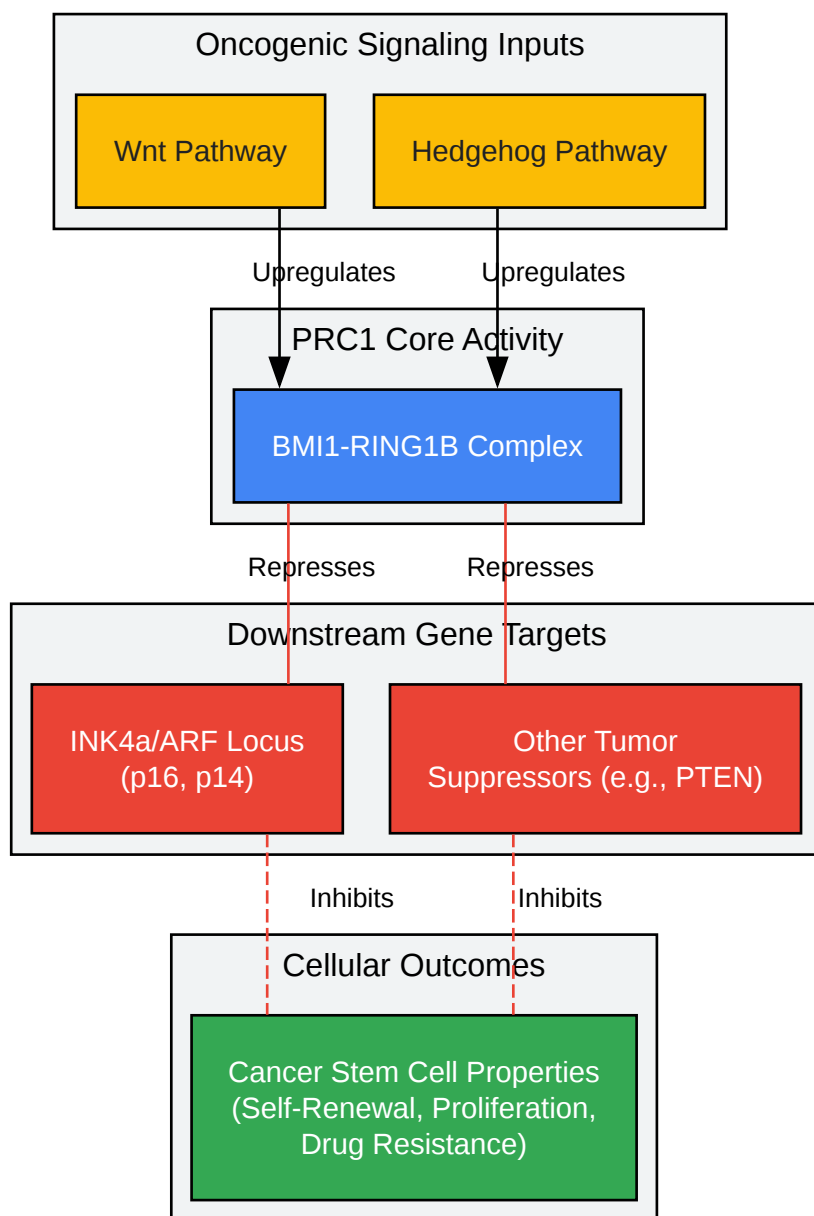 Oncogenic Signaling Inputs
Wnt Pathway
Hedgehog Pathway
Upregulates
Upregulates
PRC1 Core Activity
BMI1-RING1B Complex
Represses
Represses
Downstream Gene Targets
INK4a/ARF Locus
(p16, p14)
Other Tumor
Suppressors (e.g., PTEN)
Inhibits
Inhibits
Cellular Outcomes
Cancer Stem Cell Properties
(Self-Renewal, Proliferation,
Drug Resistance)